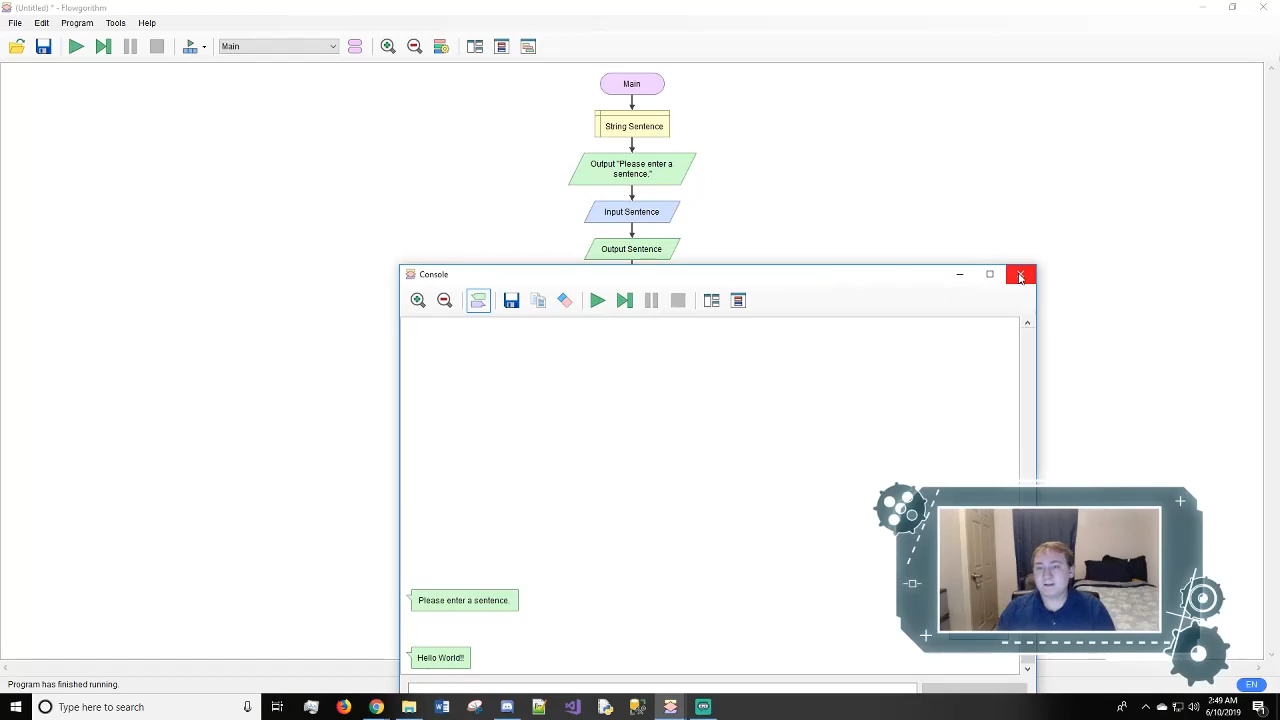 (Untitled) * - Flowgorithm
File Edit Program Tools Help
Main
Main
String Sentence
Output "Please enter a
sentence."
Input Sentence
Output Sentence
Console
Please enter a sentence.
Hello World!!
Program has finished running.
EN
Type here to search
2:49 AM
6/10/2019